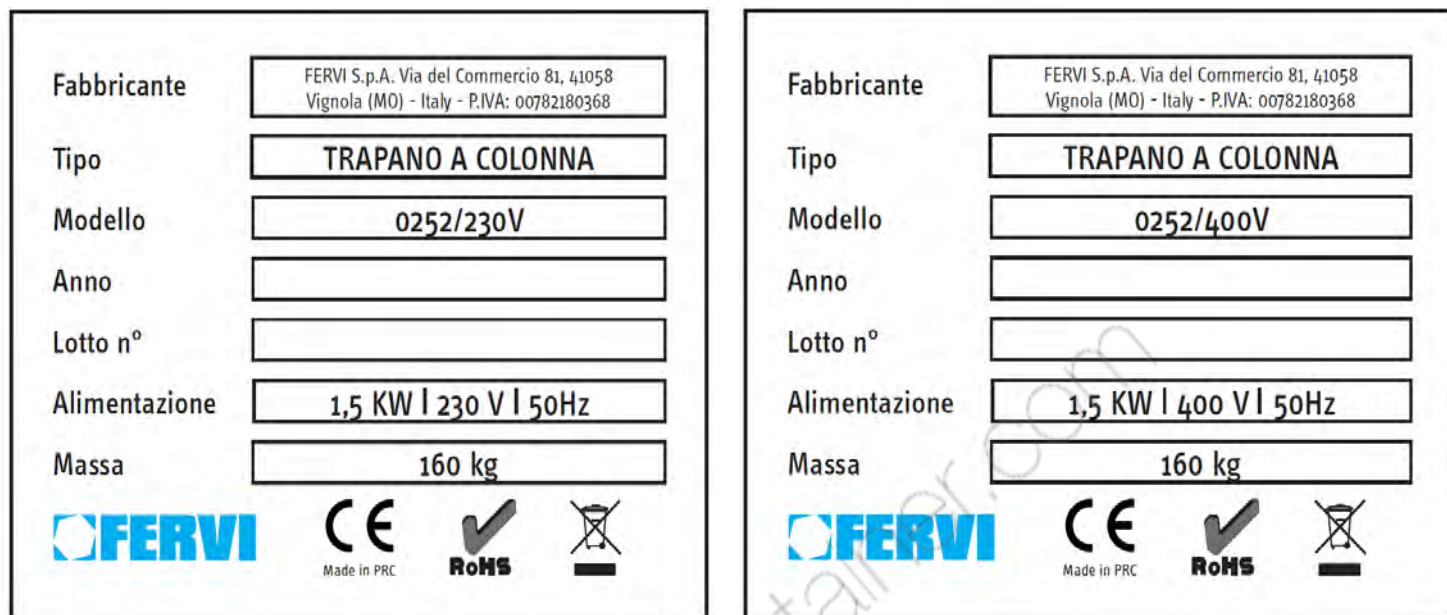 Fabbricante
FERVI S.p.A. Via del Commercio 81, 41058
Vignola (MO) - Italy - P.IVA: 00782180368
Tipo
TRAPANO A COLONNA
Modello
0252/230V
Anno
Lotto n°
Alimentazione
1,5 KW | 230 V | 50Hz
Massa
160 kg
FERVI
CE
Made in PRC
RoHS
Fabbricante
FERVI S.p.A. Via del Commercio 81, 41058
Vignola (MO) - Italy - P.IVA: 00782180368
Tipo
TRAPANO A COLONNA
Modello
0252/400V
Anno
Lotto n°
Alimentazione
1,5 KW | 400 V | 50Hz
Massa
160 kg
FERVI
CE
Made in PRC
RoHS